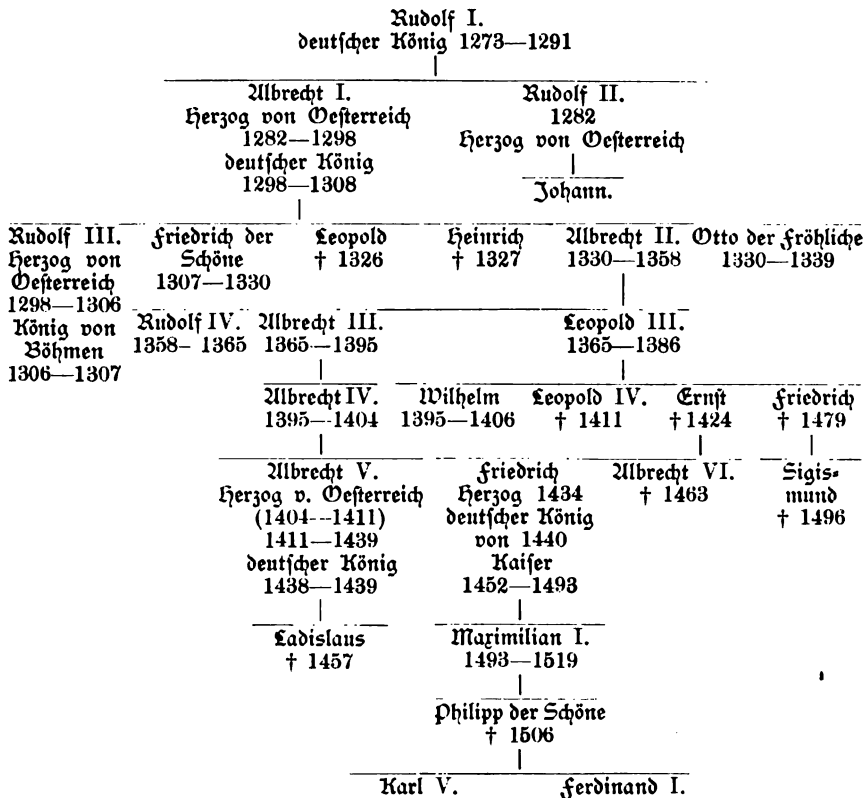 Rudolf I.
deutscher König 1273—1291
Albrecht I.
Herzog von Oesterreich
1282—1298
deutscher König
1298—1308
Rudolf II.
1282
Herzog von Oesterreich
Johann.
Rudolf III.
Herzog von
Oesterreich
1298—1306
König von
Böhmen
1306—1307
Friedrich der
Schöne
1307—1330
Leopold
† 1326
Heinrich
† 1327
Albrecht II.
1330—1358
Otto der Fröhliche
1330—1339
Rudolf IV.
1358–1365
Albrecht III.
1365—1395
Leopold III.
1365—1386
Albrecht IV.
1395—1404
Wilhelm
1395—1406
Leopold IV.
† 1411
Ernst
† 1424
Friedrich
† 1479
Albrecht V.
Herzog v. Oesterreich
(1404—1411)
1411—1439
deutscher König
1438—1439
Friedrich
Herzog 1434
deutscher König
von 1440
Kaiser
1452—1493
Albrecht VI.
† 1463
Sigis-
mund
† 1496
Ladislaus
† 1457
Maximilian I.
1493—1519
Philipp der Schöne
† 1506
Karl V.
Ferdinand I.